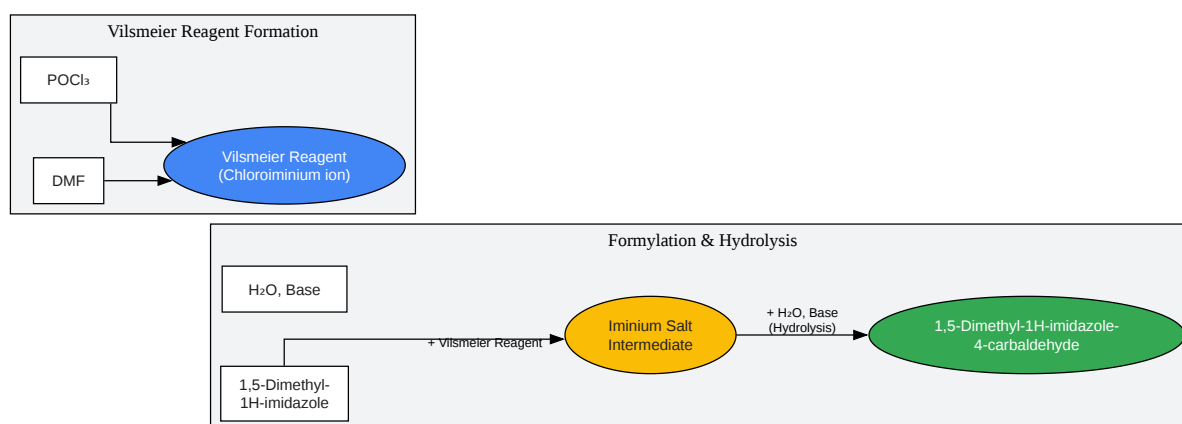 Vilsmeier Reagent Formation
POCl₃
DMF
Vilsmeier Reagent
(Chloroiminium ion)
Formylation & Hydrolysis
H₂O, Base
1,5-Dimethyl-
1H-imidazole
+ Vilsmeier Reagent
Iminium Salt
Intermediate
+ H₂O, Base
(Hydrolysis)
1,5-Dimethyl-1H-imidazole-
4-carbaldehyde